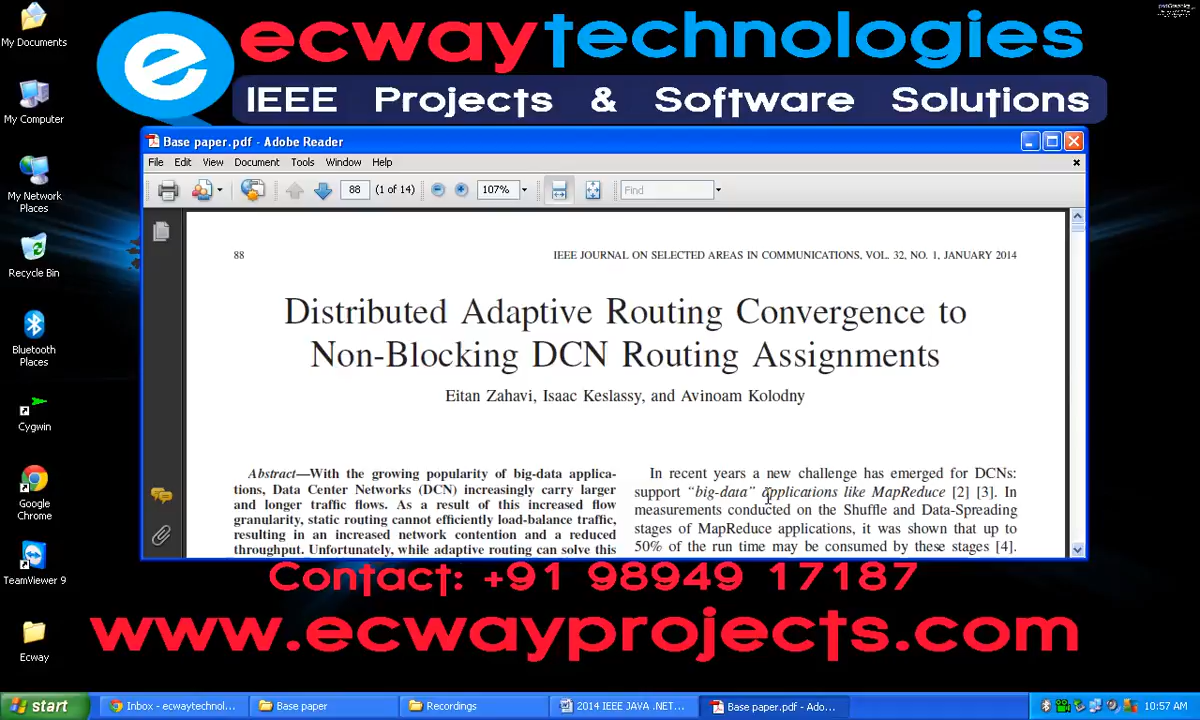 ecwaytechnologies
IEEE Projects & Software Solutions
My Documents
My Computer
My Network
Places
Recycle Bin
Bluetooth
Places
Cygwin
Google
Chrome
TeamViewer 9
Ecway
Base paper.pdf - Adobe Reader
File Edit View Document Tools Window Help
88 (1 of 14) 107% Find
88 IEEE JOURNAL ON SELECTED AREAS IN COMMUNICATIONS, VOL. 32, NO. 1, JANUARY 2014
Distributed Adaptive Routing Convergence to
Non-Blocking DCN Routing Assignments
Eitan Zahavi, Isaac Keslassy, and Avinoam Kolodny
Abstract—With the growing popularity of big-data applica-
tions, Data Center Networks (DCN) increasingly carry larger
and longer traffic flows. As a result of this increased flow
granularity, static routing cannot efficiently load-balance traffic,
resulting in an increased network contention and a reduced
throughput. Unfortunately, while adaptive routing can solve this
In recent years a new challenge has emerged for DCNs:
support “big-data” applications like MapReduce [2] [3]. In
measurements conducted on the Shuffle and Data-Spreading
stages of MapReduce applications, it was shown that up to
50% of the run time may be consumed by these stages [4].
Contact: +91 98949 17187
www.ecwayprojects.com
start
Inbox - ecwaytechnol...
Base paper
Recordings
2014 IEEE JAVA .NET...
Base paper.pdf - Ado...
10:57 AM